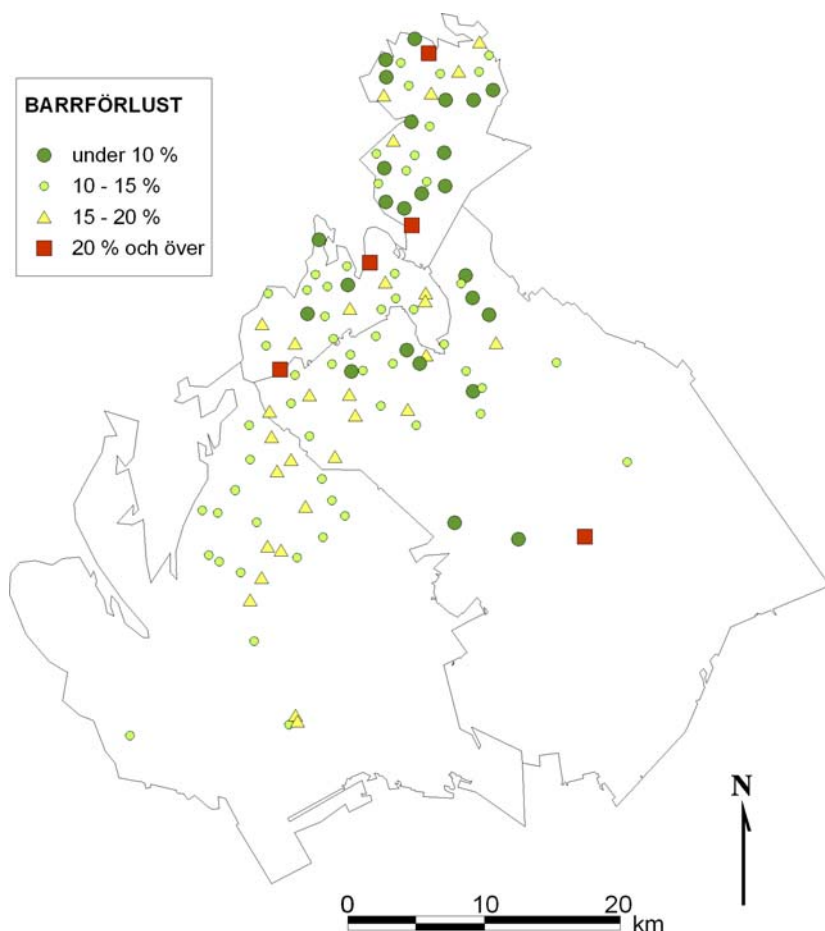 BARRFÖRLUST
under 10 %
10 - 15 %
15 - 20 %
20 % och över
N
0 10 20
km